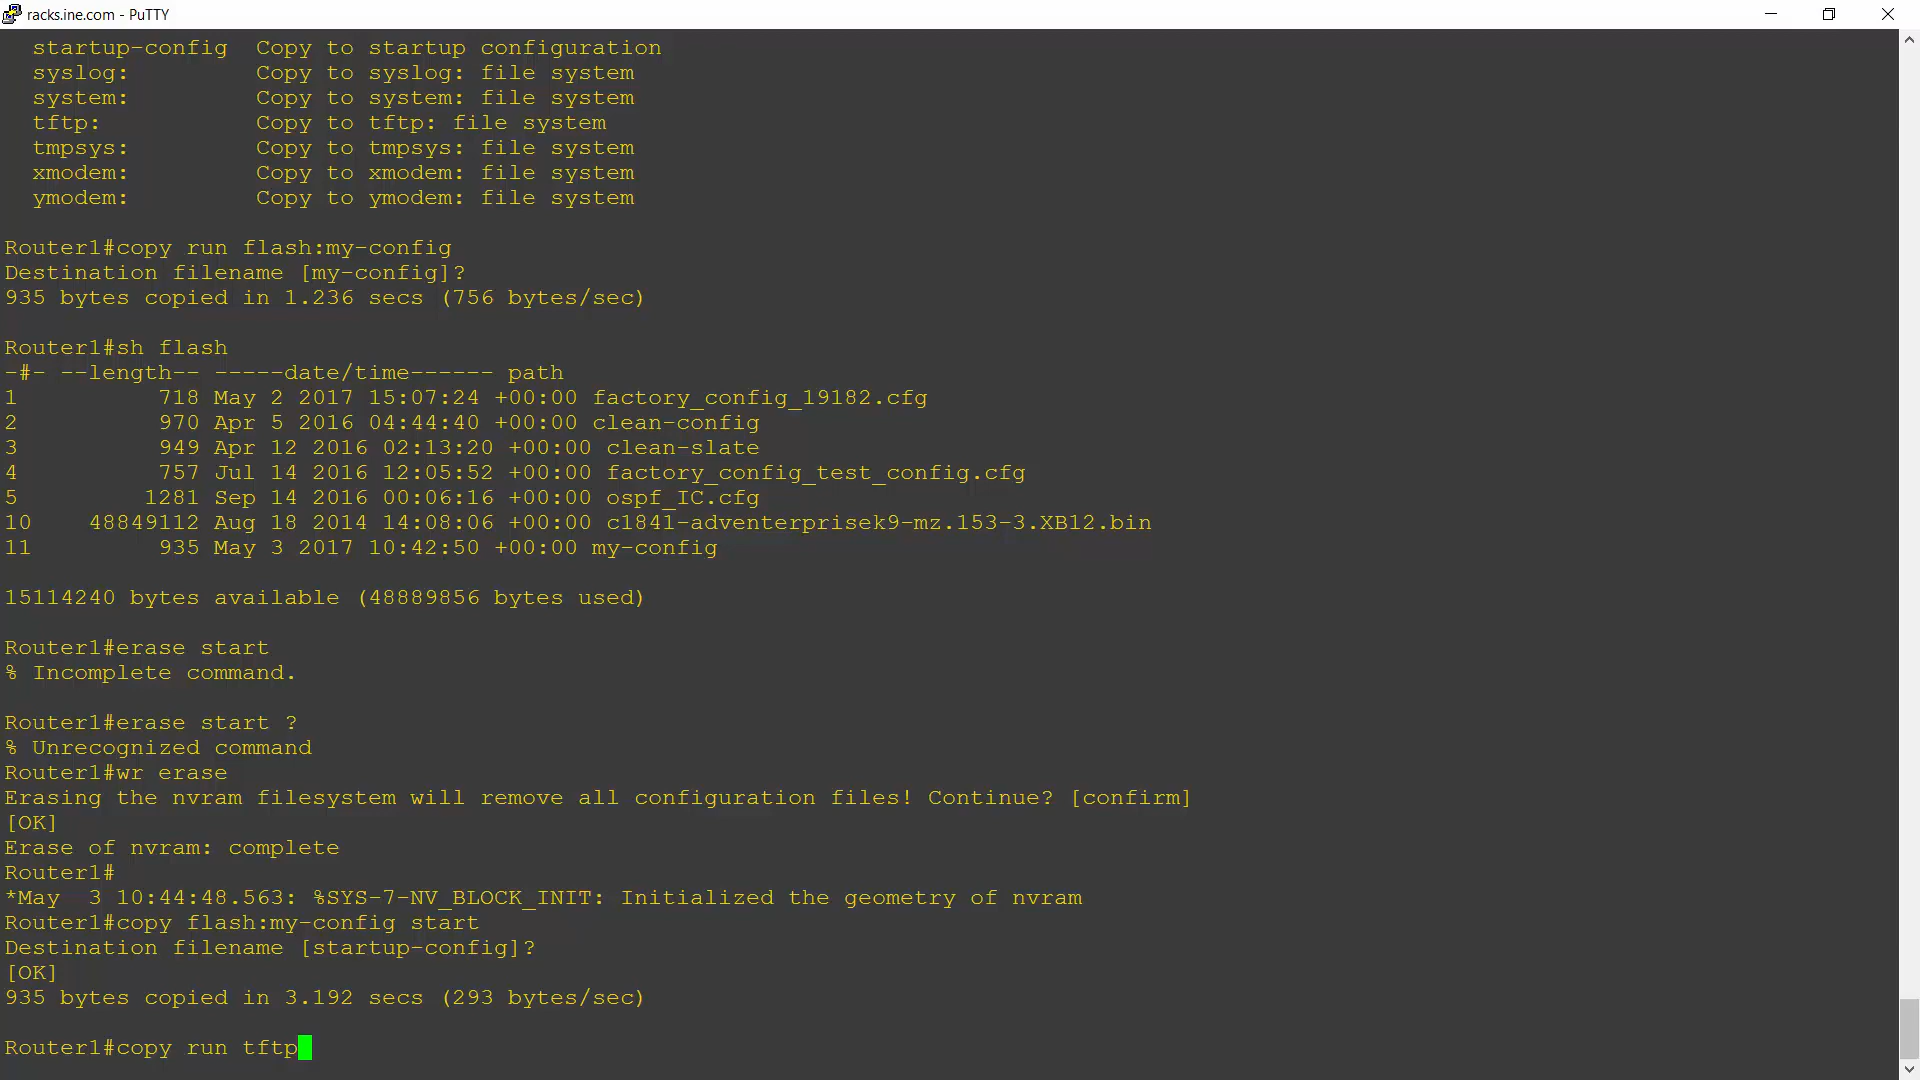 racks.ine.com - PuTTY
startup-config  Copy to startup configuration
syslog:         Copy to syslog: file system
system:         Copy to system: file system
tftp:           Copy to tftp: file system
tmpsys:         Copy to tmpsys: file system
xmodem:         Copy to xmodem: file system
ymodem:         Copy to ymodem: file system
Router1#copy run flash:my-config
Destination filename [my-config]?
935 bytes copied in 1.236 secs (756 bytes/sec)
Router1#sh flash
-#- --length-- -----date/time------ path
1          718 May 2 2017 15:07:24 +00:00 factory_config_19182.cfg
2          970 Apr 5 2016 04:44:40 +00:00 clean-config
3          949 Apr 12 2016 02:13:20 +00:00 clean-slate
4          757 Jul 14 2016 12:05:52 +00:00 factory_config_test_config.cfg
5         1281 Sep 14 2016 00:06:16 +00:00 ospf_IC.cfg
10    48849112 Aug 18 2014 14:08:06 +00:00 c1841-adventerprisek9-mz.153-3.XB12.bin
11         935 May 3 2017 10:42:50 +00:00 my-config
15114240 bytes available (48889856 bytes used)
Router1#erase start
% Incomplete command.
Router1#erase start ?
% Unrecognized command
Router1#wr erase
Erasing the nvram filesystem will remove all configuration files! Continue? [confirm]
[OK]
Erase of nvram: complete
Router1#
*May  3 10:44:48.563: %SYS-7-NV_BLOCK_INIT: Initialized the geometry of nvram
Router1#copy flash:my-config start
Destination filename [startup-config]?
[OK]
935 bytes copied in 3.192 secs (293 bytes/sec)
Router1#copy run tftp